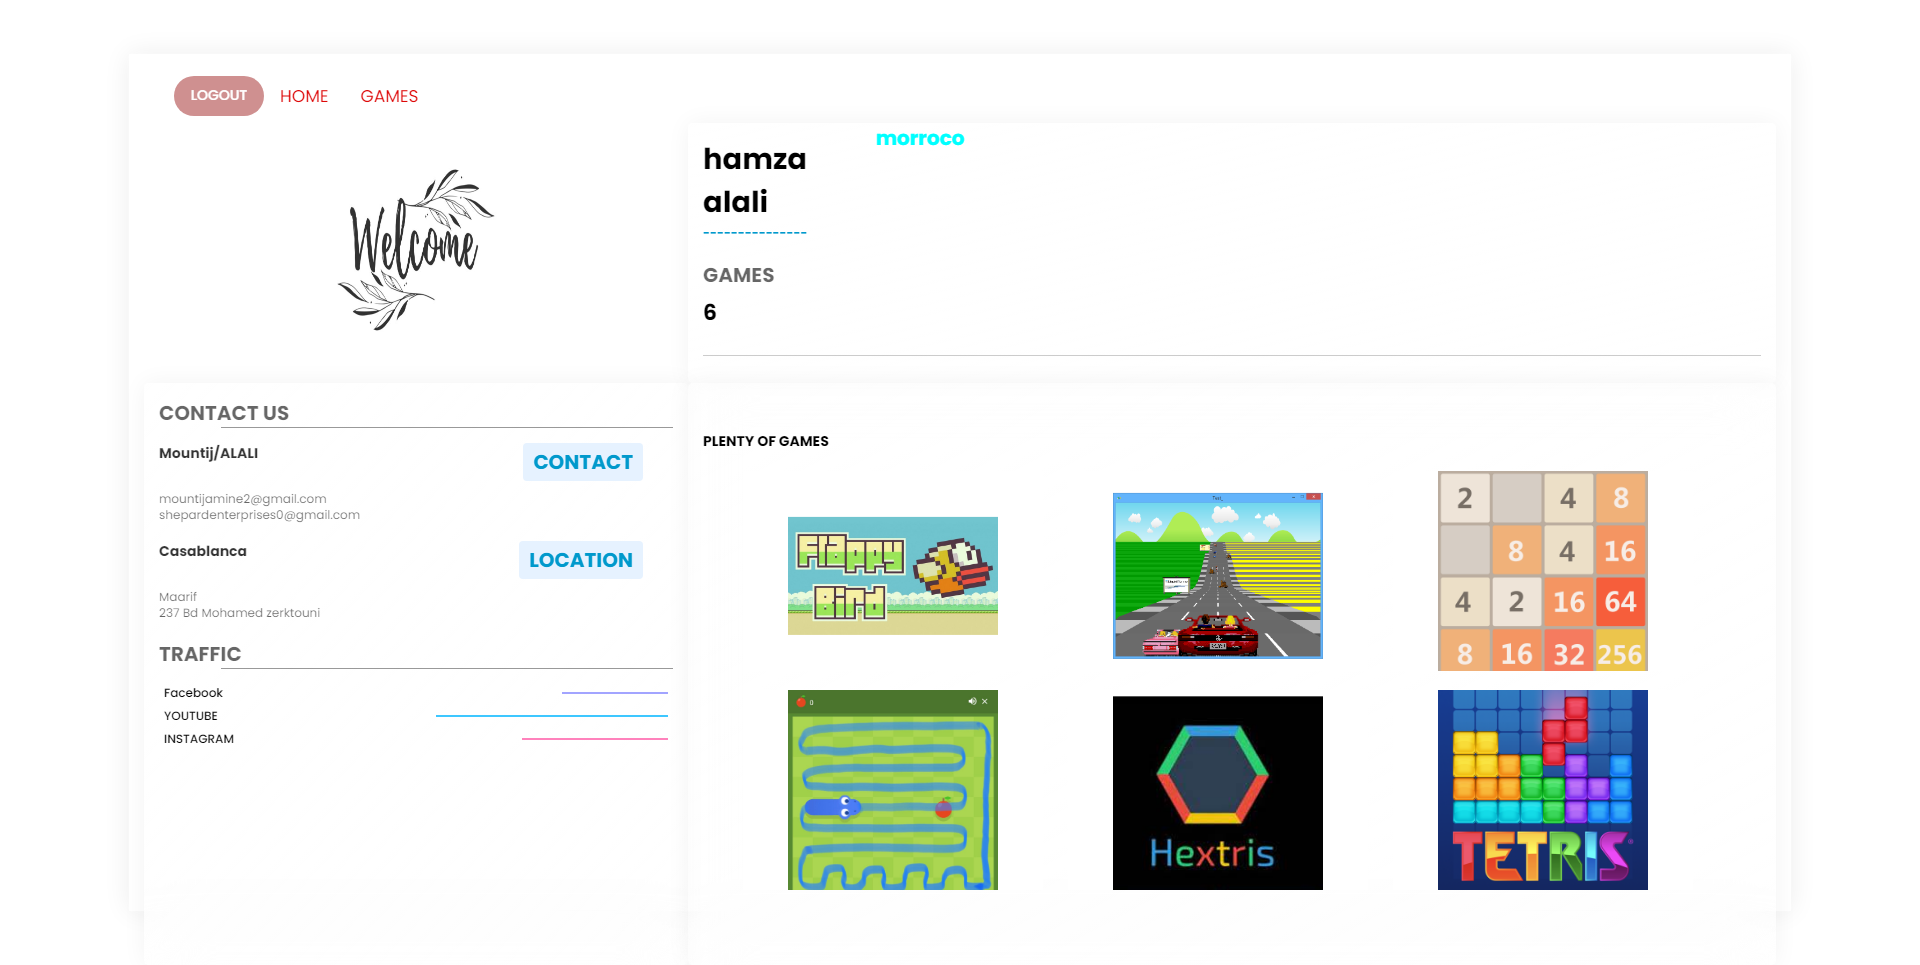 LOGOUT HOME GAMES
morroco
hamza
alali
---------------
Welcome
GAMES
6
CONTACT US
Mountij/ALALI
CONTACT
mountijamine2@gmail.com
shepardenterprises0@gmail.com
Casablanca
LOCATION
Maarif
237 Bd Mohamed zerktouni
TRAFFIC
Facebook
YOUTUBE
INSTAGRAM
PLENTY OF GAMES
Flappy
Bird
2 4 8
8 4 16
4 2 16 64
8 16 32 256
0
Hextris
TETRIS